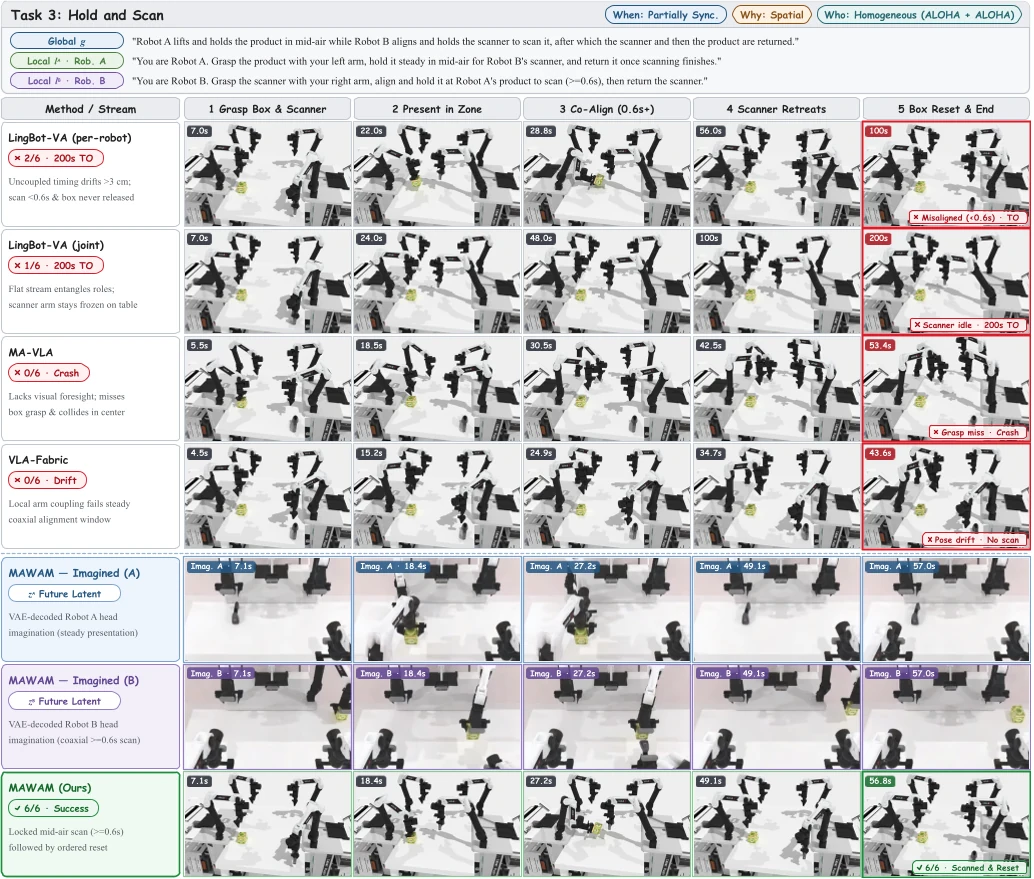 Task 3: Hold and Scan
When: Partially Sync.
Why: Spatial
Who: Homogeneous (ALOHA + ALOHA)
Global g
"Robot A lifts and holds the product in mid-air while Robot B aligns and holds the scanner to scan it, after which the scanner and then the product are returned."
Local lᵃ · Rob. A
"You are Robot A. Grasp the product with your left arm, hold it steady in mid-air for Robot B's scanner, and return it once scanning finishes."
Local lᵇ · Rob. B
"You are Robot B. Grasp the scanner with your right arm, align and hold it at Robot A's product to scan (>=0.6s), then return the scanner."
Method / Stream
1 Grasp Box & Scanner
2 Present in Zone
3 Co-Align (0.6s+)
4 Scanner Retreats
5 Box Reset & End
LingBot-VA (per-robot)
× 2/6 · 200s TO
Uncoupled timing drifts >3 cm;
scan <0.6s & box never released
7.0s
22.0s
28.8s
56.0s
100s
× Misaligned (<0.6s) · TO
LingBot-VA (joint)
× 1/6 · 200s TO
Flat stream entangles roles;
scanner arm stays frozen on table
7.0s
24.0s
48.0s
100s
200s
× Scanner idle · 200s TO
MA-VLA
× 0/6 · Crash
Lacks visual foresight; misses
box grasp & collides in center
5.5s
18.5s
30.5s
42.5s
53.4s
× Grasp miss · Crash
VLA-Fabric
× 0/6 · Drift
Local arm coupling fails steady
coaxial alignment window
4.5s
15.2s
24.9s
34.7s
43.6s
× Pose drift · No scan
MAWAM — Imagined (A)
zᵃ Future Latent
VAE-decoded Robot A head
imagination (steady presentation)
Imag. A · 7.1s
Imag. A · 18.4s
Imag. A · 27.2s
Imag. A · 49.1s
Imag. A · 57.0s
MAWAM — Imagined (B)
zᵇ Future Latent
VAE-decoded Robot B head
imagination (coaxial >=0.6s scan)
Imag. B · 7.1s
Imag. B · 18.4s
Imag. B · 27.2s
Imag. B · 49.1s
Imag. B · 57.0s
MAWAM (Ours)
✓ 6/6 · Success
Locked mid-air scan (>=0.6s)
followed by ordered reset
7.1s
18.4s
27.2s
49.1s
56.8s
✓ 6/6 · Scanned & Reset